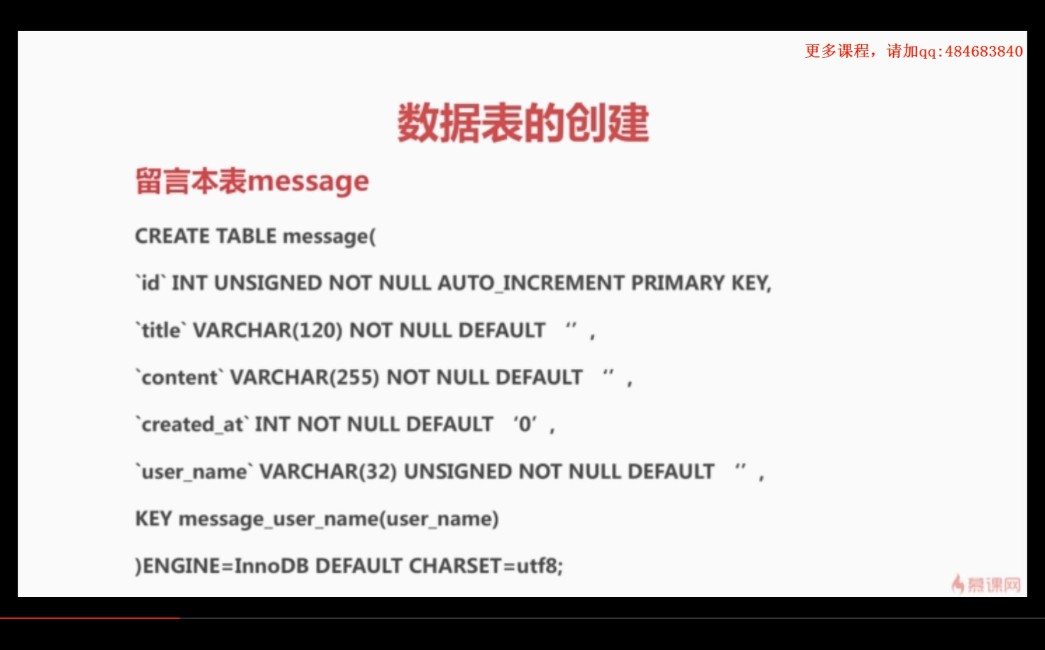 更多课程，请加qq:484683840
数据表的创建
留言本表message
CREATE TABLE message(
`id` INT UNSIGNED NOT NULL AUTO_INCREMENT PRIMARY KEY,
`title` VARCHAR(120) NOT NULL DEFAULT ‘’ ,
`content` VARCHAR(255) NOT NULL DEFAULT ‘’ ,
`created_at` INT NOT NULL DEFAULT ‘0’ ,
`user_name` VARCHAR(32) UNSIGNED NOT NULL DEFAULT ‘’ ,
KEY message_user_name(user_name)
)ENGINE=InnoDB DEFAULT CHARSET=utf8;
慕课网